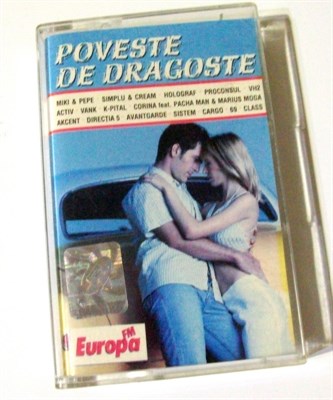 POVESTE
DE DRAGOSTE
MIKI & PEPE SIMPLU & CREAM HOLOGRAF PROCONSUL VH2
ACTIV VANK K-PITAL CORINA feat. PACHA MAN & MARIUS MOGA
AKCENT DIRECTIA 5 AVANTGARDE SISTEM CARGO 69 CLASS
Europa FM